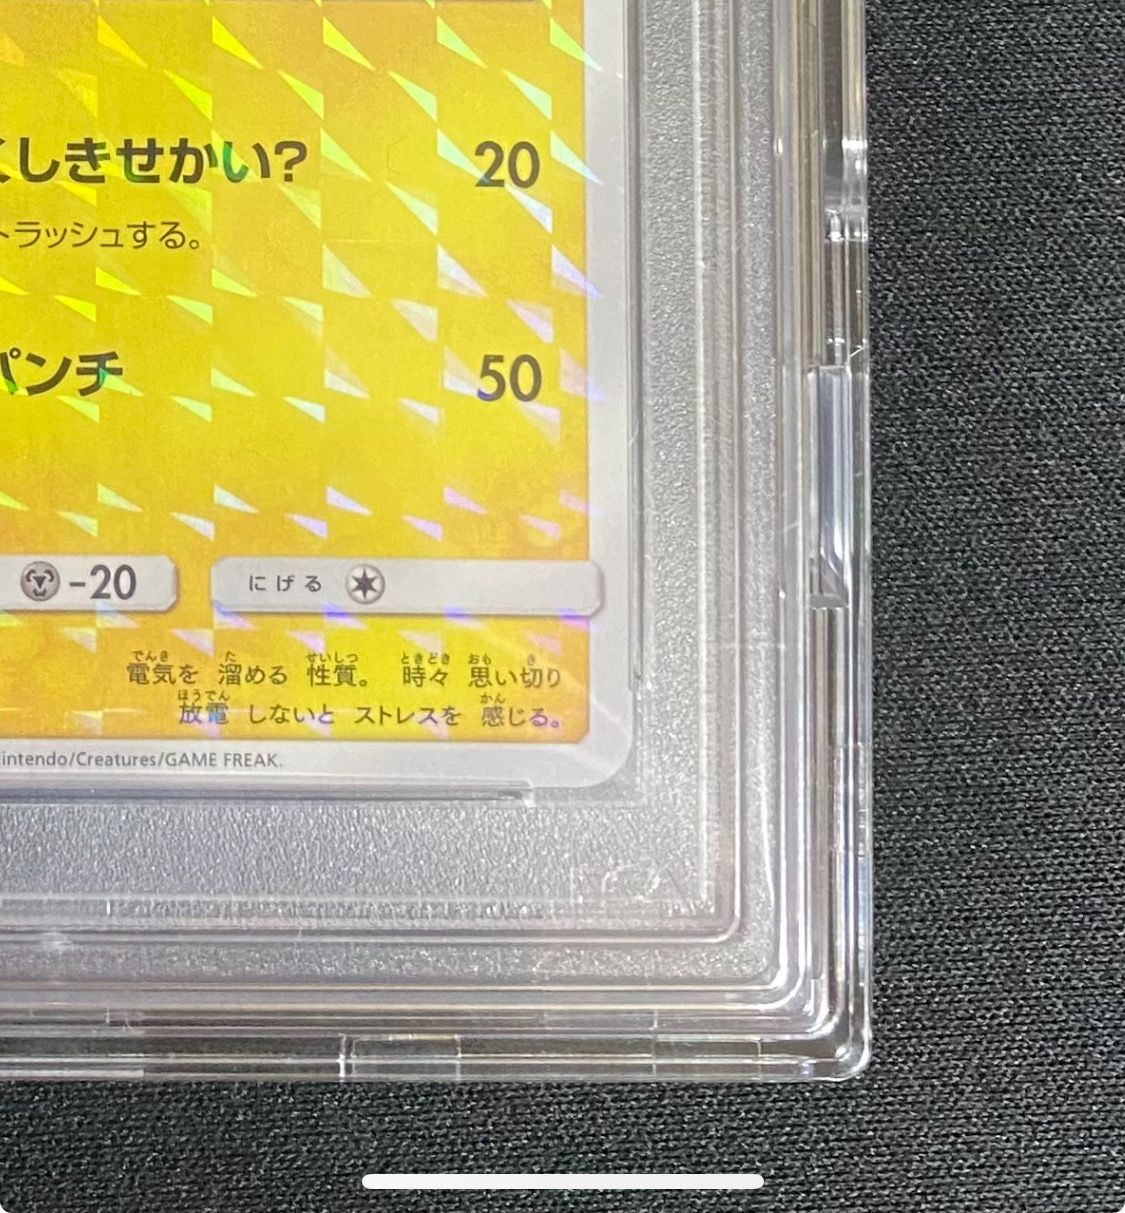 くしきせかい? 20
トラッシュする。
パンチ 50
-20 にげる
でんき た せいしつ ときどき おも き
電気を 溜める 性質。 時々 思い切り
ほうでん かん
放電 しないと ストレスを 感じる。
intendo/Creatures/GAME FREAK.